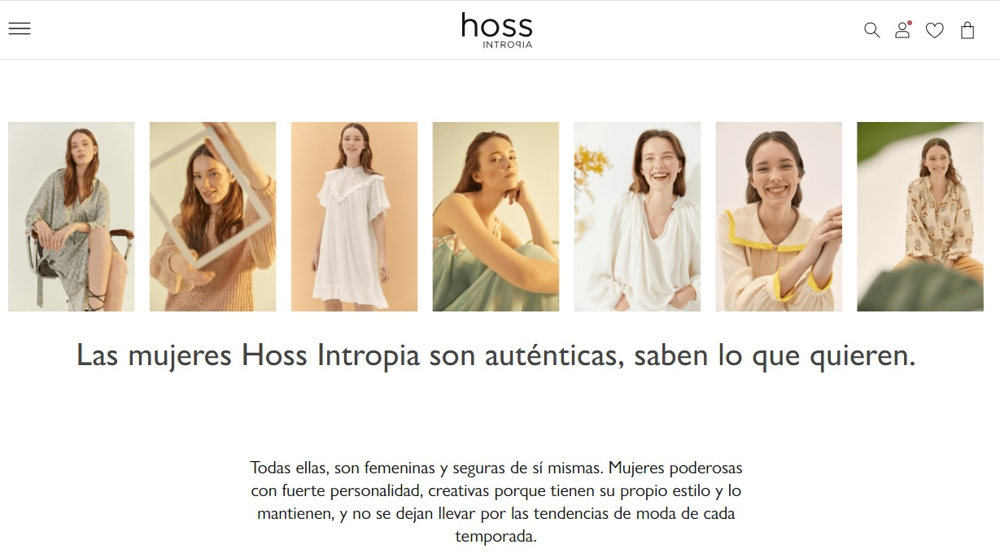 hoss
INTROPIA
Las mujeres Hoss Intropia son auténticas, saben lo que quieren.
Todas ellas, son femeninas y seguras de sí mismas. Mujeres poderosas
con fuerte personalidad, creativas porque tienen su propio estilo y lo
mantienen, y no se dejan llevar por las tendencias de moda de cada
temporada.